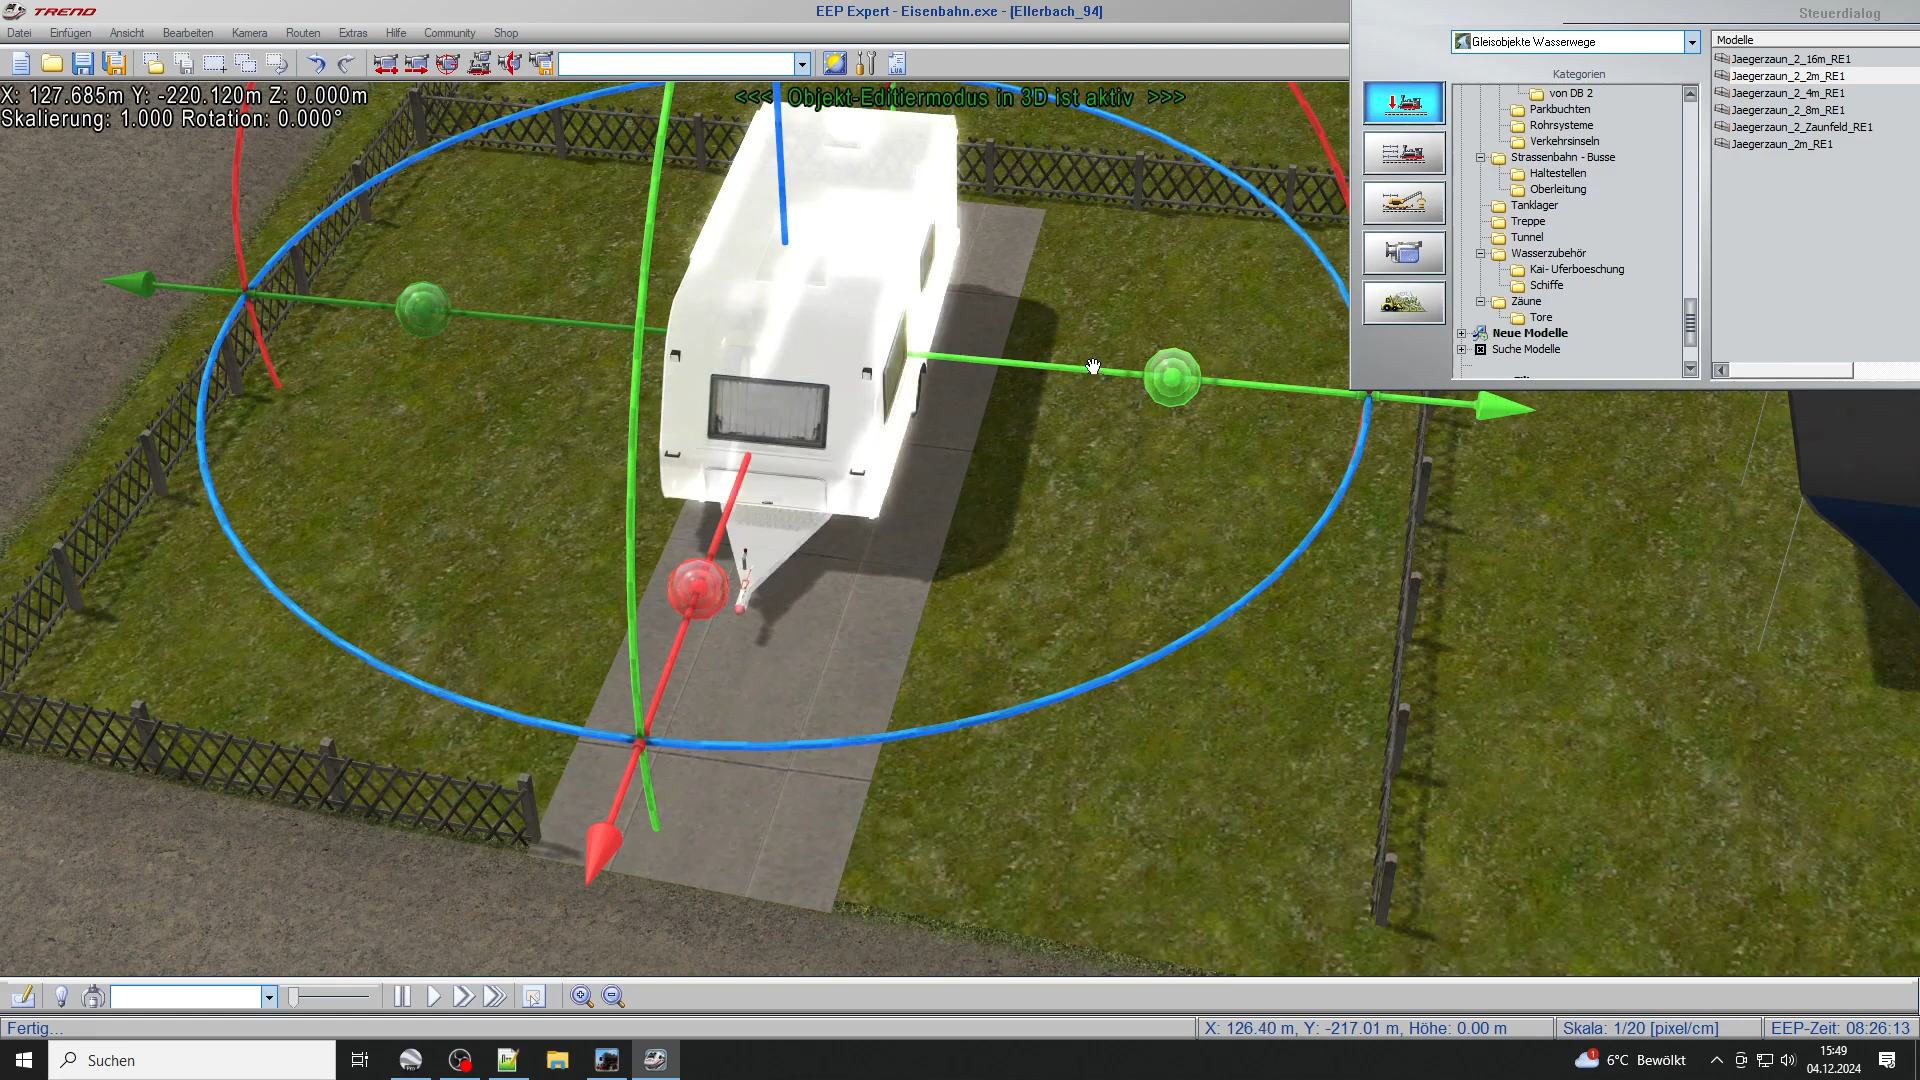 TREND
EEP Expert - Eisenbahn.exe - [Ellerbach_94]
Steuerdialog
Datei Einfügen Ansicht Bearbeiten Kamera Routen Extras Hilfe Community Shop
X: 127.685m Y: -220.120m Z: 0.000m
Skalierung: 1.000 Rotation: 0.000°
<<< Objekt-Editiermodus in 3D ist aktiv >>>
Gleisobjekte Wasserwege
Kategorien
von DB 2
Parkbuchten
Rohrsysteme
Verkehrsinseln
Strassenbahn - Busse
Haltestellen
Oberleitung
Tanklager
Treppe
Tunnel
Wasserzubehör
Kai- Uferboeschung
Schiffe
Zäune
Tore
Neue Modelle
Suche Modelle
Modelle
Jaegerzaun_2_16m_RE1
Jaegerzaun_2_2m_RE1
Jaegerzaun_2_4m_RE1
Jaegerzaun_2_8m_RE1
Jaegerzaun_2_Zaunfeld_RE1
Jaegerzaun_2m_RE1
Fertig...
X: 126.40 m, Y: -217.01 m, Höhe: 0.00 m
Skala: 1/20 [pixel/cm]
EEP-Zeit: 08:26:13
Suchen
1
6°C Bewölkt
15:49
04.12.2024